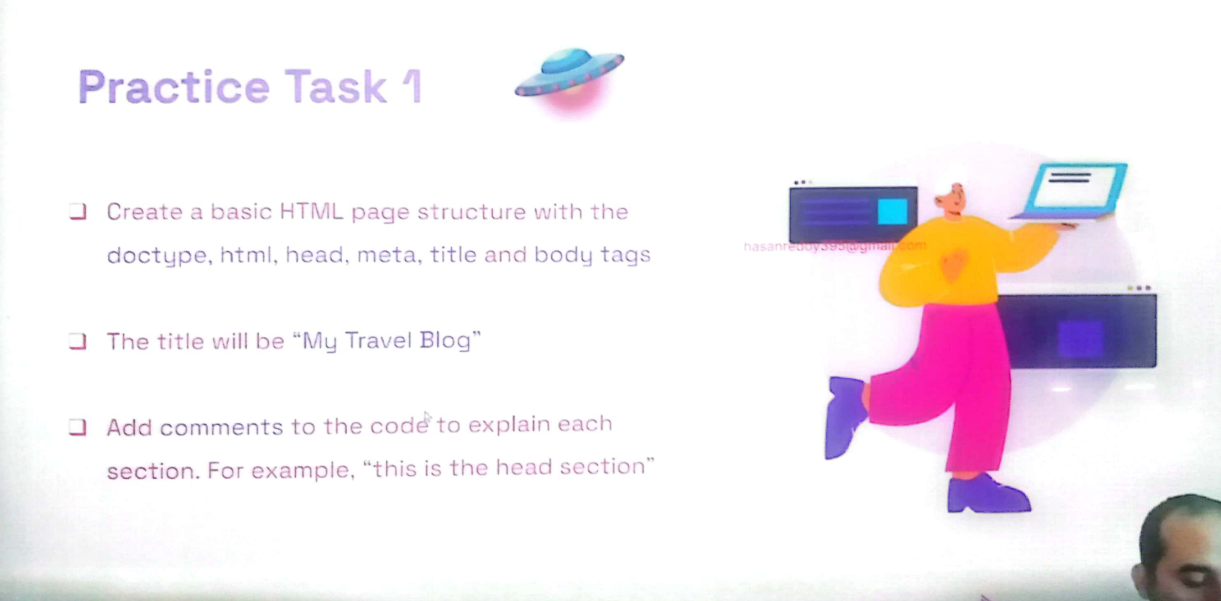 Practice Task 1
Create a basic HTML page structure with the
doctype, html, head, meta, title and body tags
The title will be “My Travel Blog”
Add comments to the code to explain each
section. For example, “this is the head section”
hasanredoy395@gmail.com